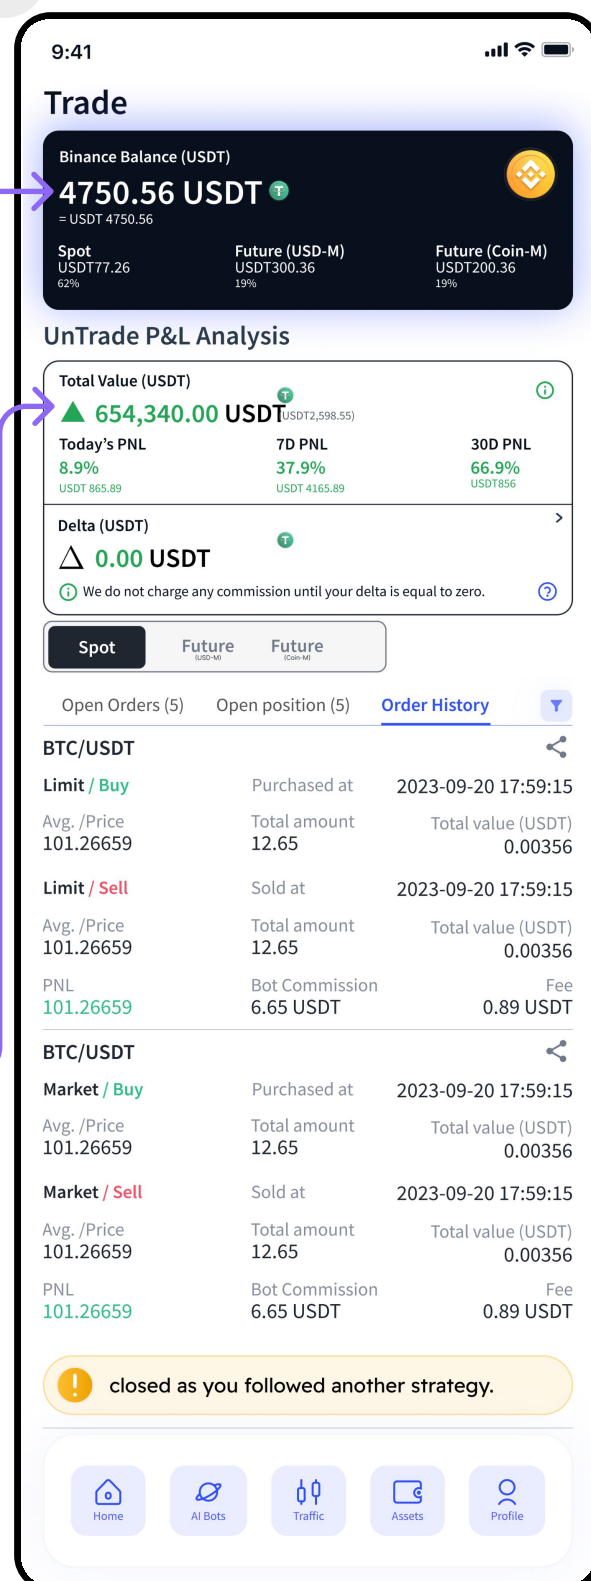 9:41
Trade
Binance Balance (USDT)
4750.56 USDT
= USDT 4750.56
Spot Future (USD-M) Future (Coin-M)
USDT77.26 USDT300.36 USDT200.36
62% 19% 19%
UnTrade P&L Analysis
Total Value (USDT)
654,340.00 USDT (USDT2,598.55)
Today's PNL 7D PNL 30D PNL
8.9% 37.9% 66.9%
USDT 865.89 USDT 4165.89 USDT856
Delta (USDT)
0.00 USDT
We do not charge any commission until your delta is equal to zero.
Spot Future Future
(USD-M) (Coin-M)
Open Orders (5) Open position (5) Order History
BTC/USDT
Limit / Buy Purchased at 2023-09-20 17:59:15
Avg. /Price Total amount Total value (USDT)
101.26659 12.65 0.00356
Limit / Sell Sold at 2023-09-20 17:59:15
Avg. /Price Total amount Total value (USDT)
101.26659 12.65 0.00356
PNL Bot Commission Fee
101.26659 6.65 USDT 0.89 USDT
BTC/USDT
Market / Buy Purchased at 2023-09-20 17:59:15
Avg. /Price Total amount Total value (USDT)
101.26659 12.65 0.00356
Market / Sell Sold at 2023-09-20 17:59:15
Avg. /Price Total amount Total value (USDT)
101.26659 12.65 0.00356
PNL Bot Commission Fee
101.26659 6.65 USDT 0.89 USDT
closed as you followed another strategy.
Home AI Bots Traffic Assets Profile